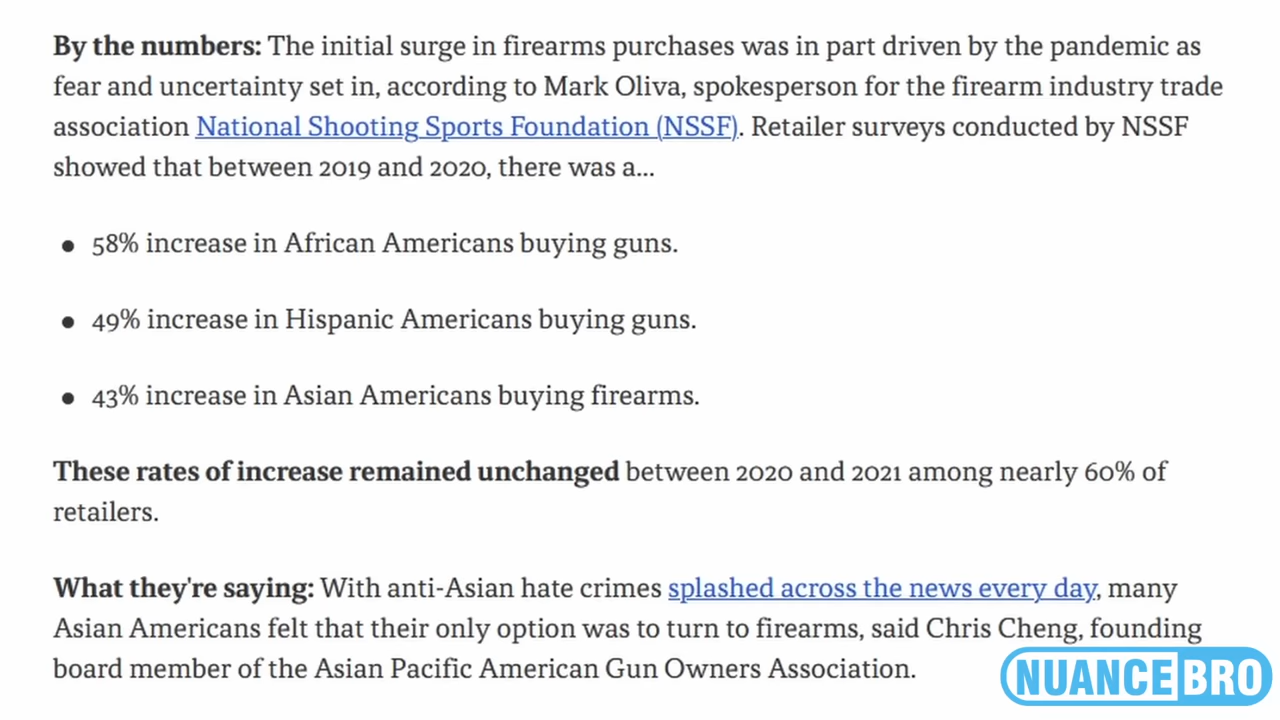 By the numbers: The initial surge in firearms purchases was in part driven by the pandemic as
fear and uncertainty set in, according to Mark Oliva, spokesperson for the firearm industry trade
association National Shooting Sports Foundation (NSSF). Retailer surveys conducted by NSSF
showed that between 2019 and 2020, there was a...
• 58% increase in African Americans buying guns.
• 49% increase in Hispanic Americans buying guns.
• 43% increase in Asian Americans buying firearms.
These rates of increase remained unchanged between 2020 and 2021 among nearly 60% of
retailers.
What they're saying: With anti-Asian hate crimes splashed across the news every day, many
Asian Americans felt that their only option was to turn to firearms, said Chris Cheng, founding
board member of the Asian Pacific American Gun Owners Association.
NUANCEBRO